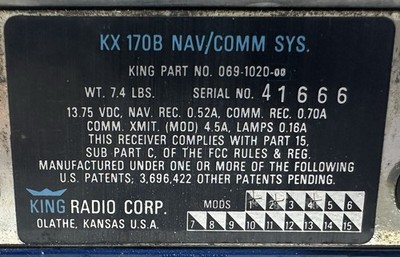 KX 170B NAV/COMM SYS.
KING PART NO. 069-1020-00
WT. 7.4 LBS. SERIAL NO. 41666
13.75 VDC, NAV. REC. 0.52A, COMM. REC. 0.70A
COMM. XMIT. (MOD) 4.5A, LAMPS 0.16A
THIS RECEIVER COMPLIES WITH PART 15,
SUB PART C, OF THE FCC RULES & REG.
MANUFACTURED UNDER ONE OR MORE OF THE FOLLOWING
U.S. PATENTS; 3,696,422 OTHER PATENTS PENDING.
KING RADIO CORP.
OLATHE, KANSAS U.S.A.
MODS 1 2 3 4 5 6
7 8 9 10 11 12 13 14 15